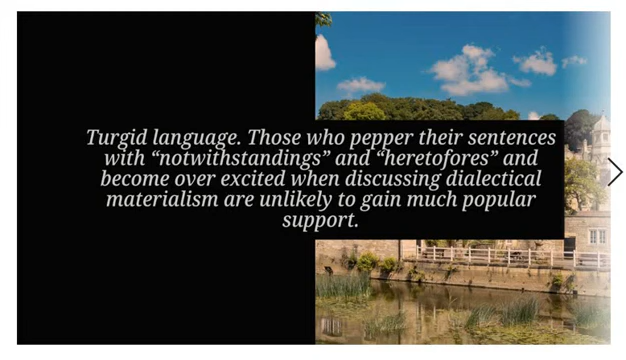 Turgid language. Those who pepper their sentences
with “notwithstandings” and “heretofores” and
become over excited when discussing dialectical
materialism are unlikely to gain much popular
support.